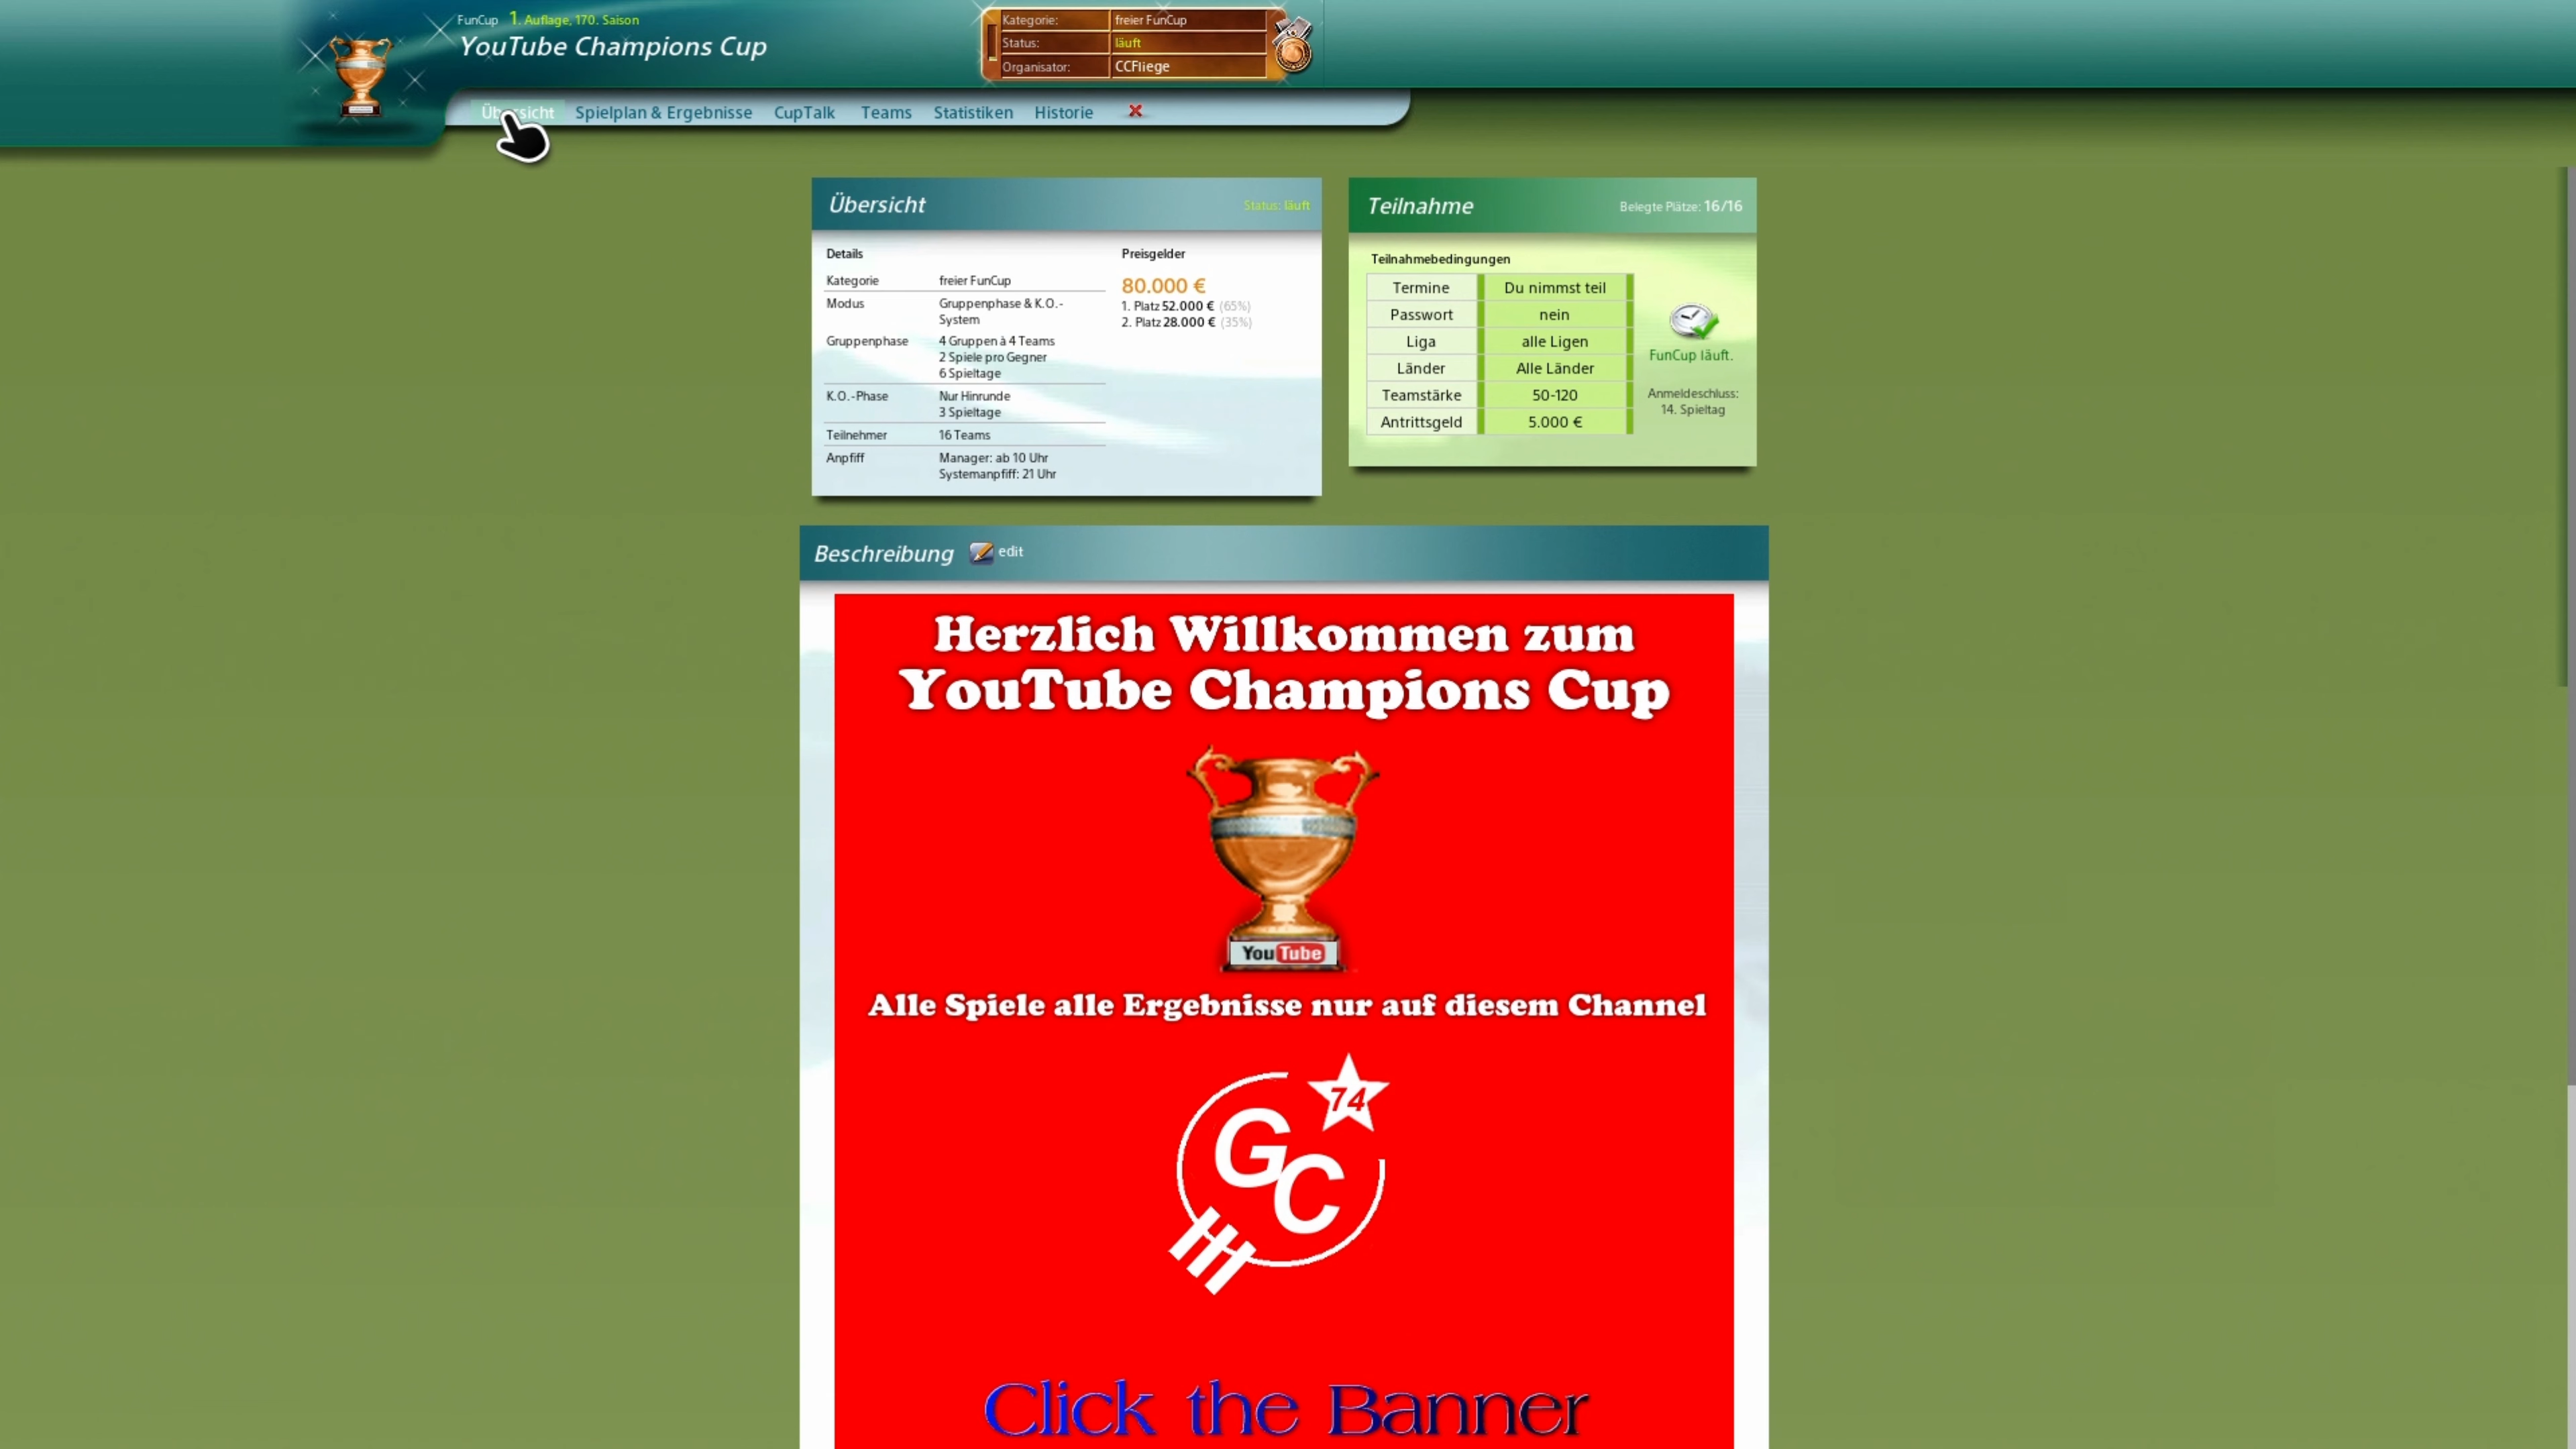 FunCup 1. Auflage, 170. Saison
YouTube Champions Cup
Kategorie: freier FunCup
Status: läuft
Organisator: CCFliege
Übersicht Spielplan & Ergebnisse CupTalk Teams Statistiken Historie
Übersicht Status: läuft
Details
Kategorie freier FunCup
Modus Gruppenphase & K.O.-
System
Gruppenphase 4 Gruppen à 4 Teams
2 Spiele pro Gegner
6 Spieltage
K.O.-Phase Nur Hinrunde
3 Spieltage
Teilnehmer 16 Teams
Anpfiff Manager: ab 10 Uhr
Systemanpfiff: 21 Uhr
Preisgelder
80.000 €
1. Platz 52.000 € (65%)
2. Platz 28.000 € (35%)
Teilnahme Belegte Plätze: 16/16
Teilnahmebedingungen
Termine Du nimmst teil
Passwort nein
Liga alle Ligen
Länder Alle Länder
Teamstärke 50-120
Antrittsgeld 5.000 €
FunCup läuft.
Anmeldeschluss:
14. Spieltag
Beschreibung edit
Herzlich Willkommen zum
YouTube Champions Cup
YouTube
Alle Spiele alle Ergebnisse nur auf diesem Channel
74
GC
Click the Banner